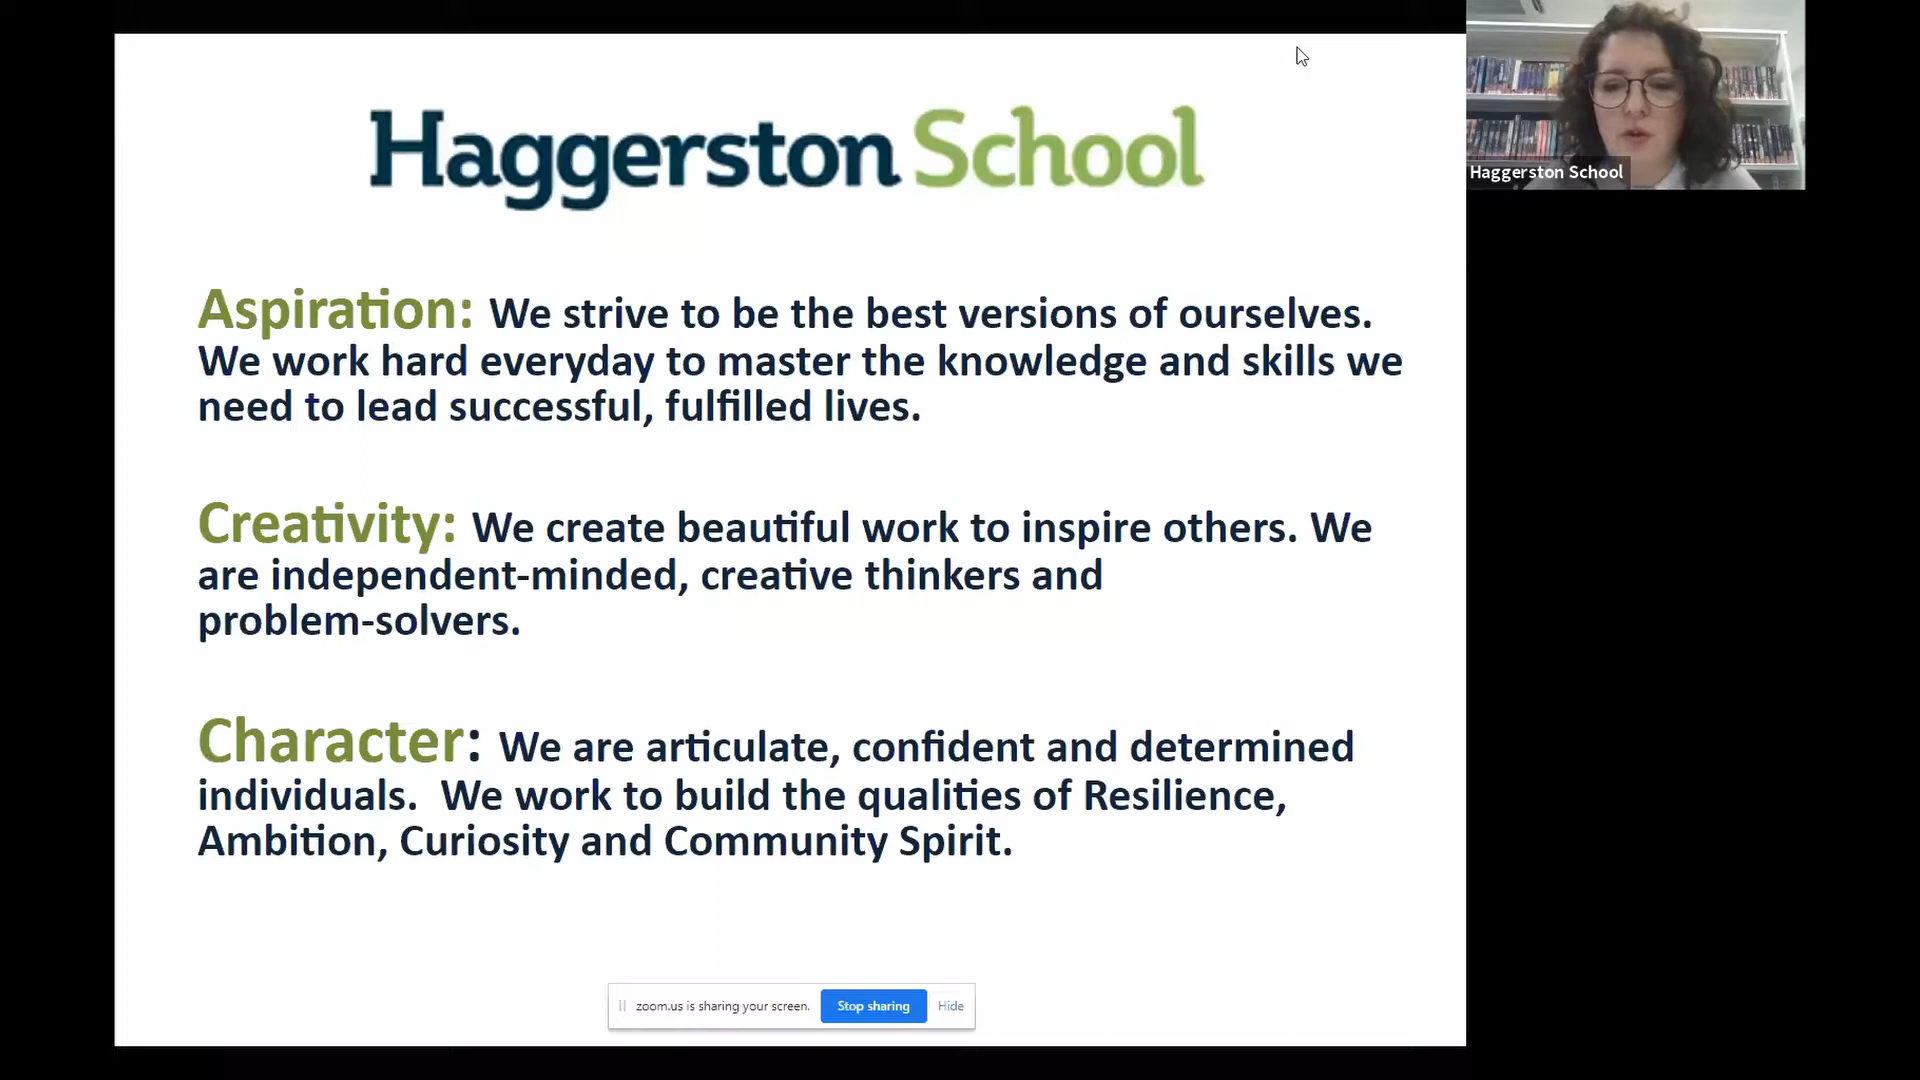 Haggerston School
Aspiration: We strive to be the best versions of ourselves.
We work hard everyday to master the knowledge and skills we
need to lead successful, fulfilled lives.
Creativity: We create beautiful work to inspire others. We
are independent-minded, creative thinkers and
problem-solvers.
Character: We are articulate, confident and determined
individuals.  We work to build the qualities of Resilience,
Ambition, Curiosity and Community Spirit.
zoom.us is sharing your screen. Stop sharing Hide
Haggerston School